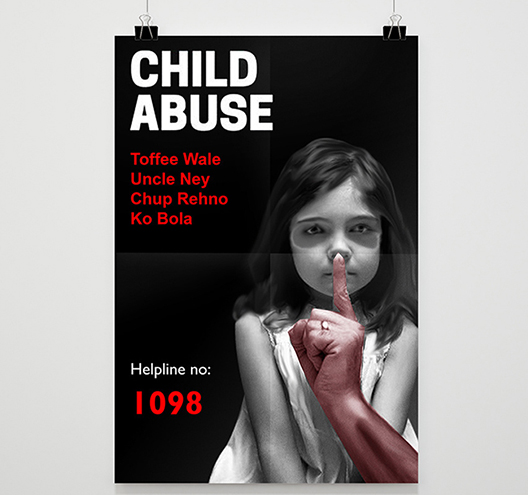 CHILD
ABUSE
Toffee Wale
Uncle Ney
Chup Rehno
Ko Bola
Helpline no:
1098